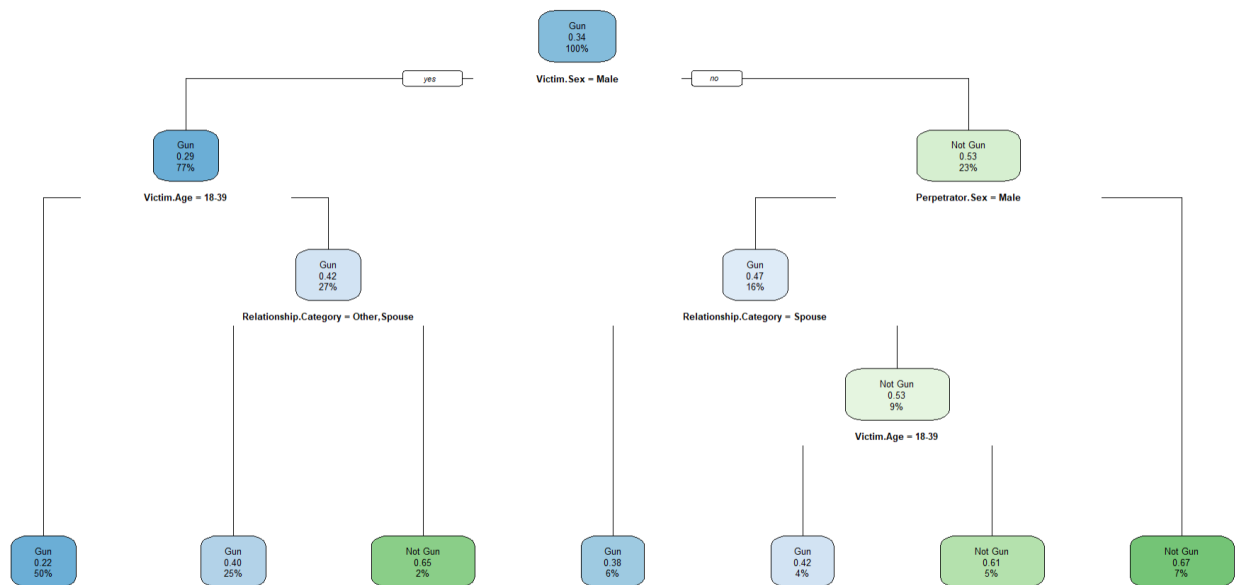 Gun
0.34
100%
yes
Victim.Sex = Male
no
Gun
0.29
77%
Victim.Age = 18-39
Not Gun
0.53
23%
Perpetrator.Sex = Male
Gun
0.42
27%
Relationship.Category = Other,Spouse
Gun
0.47
16%
Relationship.Category = Spouse
Not Gun
0.53
9%
Victim.Age = 18-39
Gun
0.22
50%
Gun
0.40
25%
Not Gun
0.65
2%
Gun
0.38
6%
Gun
0.42
4%
Not Gun
0.61
5%
Not Gun
0.67
7%